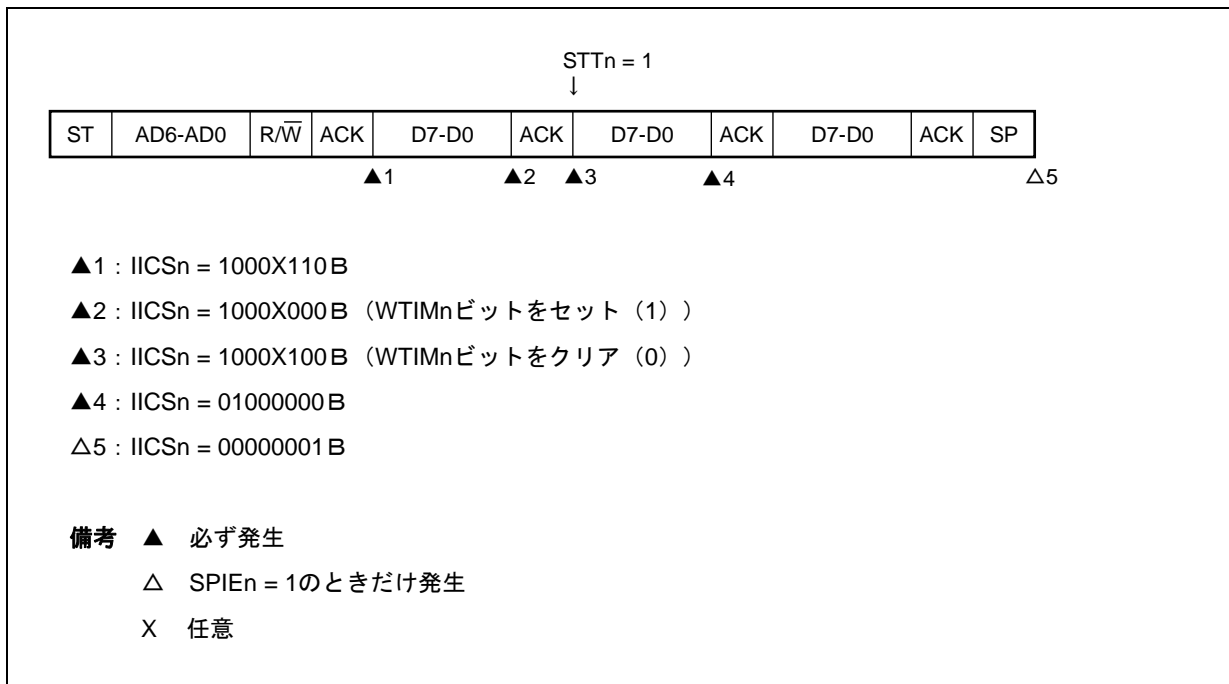 STTn = 1
↓
ST AD6-AD0 R/W̅ ACK D7-D0 ACK D7-D0 ACK D7-D0 ACK SP
▲1 ▲2 ▲3 ▲4 △5
▲1：IICSn = 1000X110B
▲2：IICSn = 1000X000B（WTIMnビットをセット（1））
▲3：IICSn = 1000X100B（WTIMnビットをクリア（0））
▲4：IICSn = 01000000B
△5：IICSn = 00000001B
備考 ▲ 必ず発生
△ SPIEn = 1のときだけ発生
X 任意